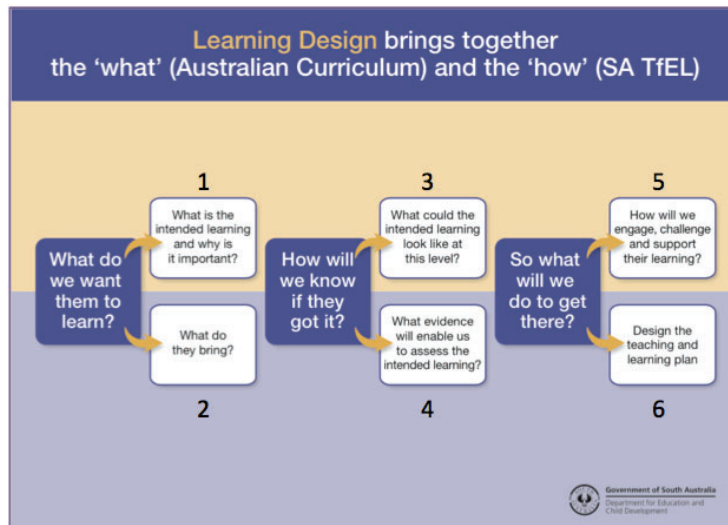 Learning Design brings together
the ‘what’ (Australian Curriculum) and the ‘how’ (SA TfEL)
1
3
5
What do
we want
them to
learn?
What is the
intended learning
and why is
it important?
What do
they bring?
2
How will
we know
if they
got it?
What could the
intended learning
look like at
this level?
What evidence
will enable us
to assess the
intended learning?
4
So what
will we
do to get
there?
How will we
engage, challenge
and support
their learning?
Design the
teaching and
learning plan
6
Government of South Australia
Department for Education and
Child Development